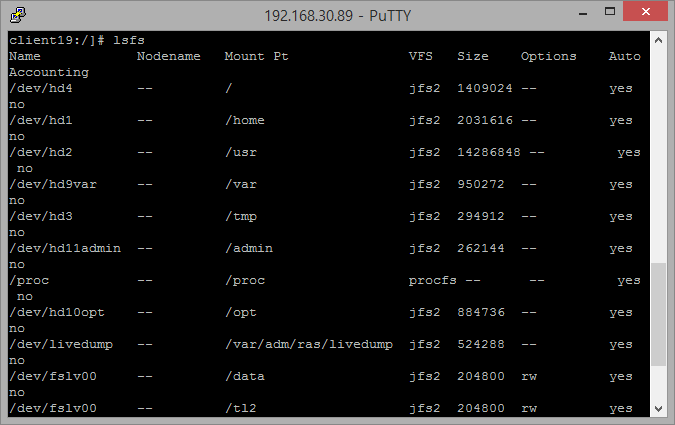 192.168.30.89 - PuTTY
client19:/]# lsfs
Name            Nodename   Mount Pt               VFS   Size    Options    Auto
Accounting
/dev/hd4        --         /                      jfs2  1409024 --         yes
no
/dev/hd1        --         /home                  jfs2  2031616 --         yes
no
/dev/hd2        --         /usr                   jfs2  14286848 --         yes
 no
/dev/hd9var     --         /var                   jfs2  950272  --         yes
no
/dev/hd3        --         /tmp                   jfs2  294912  --         yes
no
/dev/hd11admin  --         /admin                 jfs2  262144  --         yes
no
/proc           --         /proc                  procfs --      --         yes
 no
/dev/hd10opt    --         /opt                   jfs2  884736  --         yes
no
/dev/livedump   --         /var/adm/ras/livedump  jfs2  524288  --         yes
no
/dev/fslv00     --         /data                  jfs2  204800  rw         yes
no
/dev/fslv00     --         /tl2                   jfs2  204800  rw         yes